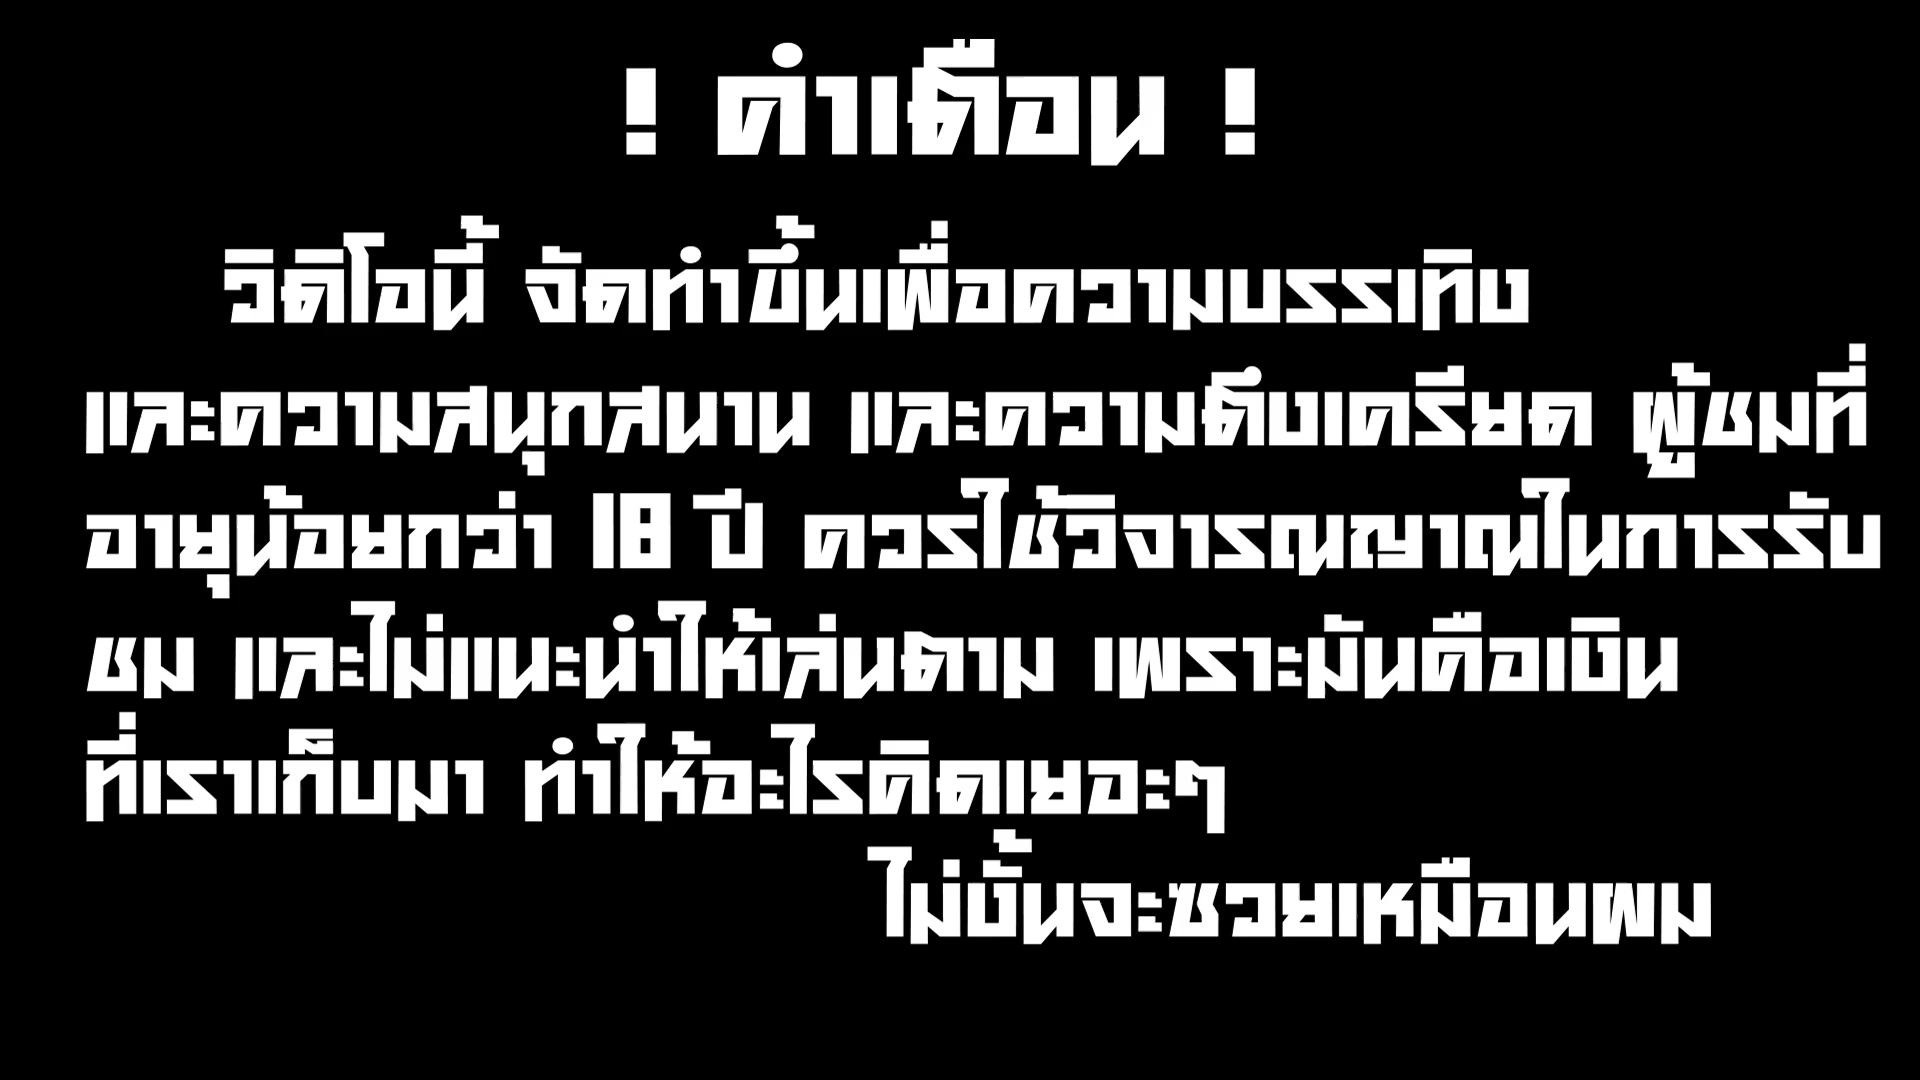 ! คำเตือน !
วิดิโอนี้ จัดทำขึ้นเพื่อความบรรเทิง
และความสนุกสนาน และความตึงเครียด ผู้ชมที่
อายุน้อยกว่า 18 ปี ควรใช้วิจารณญาณในการรับ
ชม และไม่แนะนำให้เล่นตาม เพราะมันคือเงิน
ที่เราเก็บมา ทำให้อะไรคิดเยอะๆ
ไม่งั้นจะซวยเหมือนผม